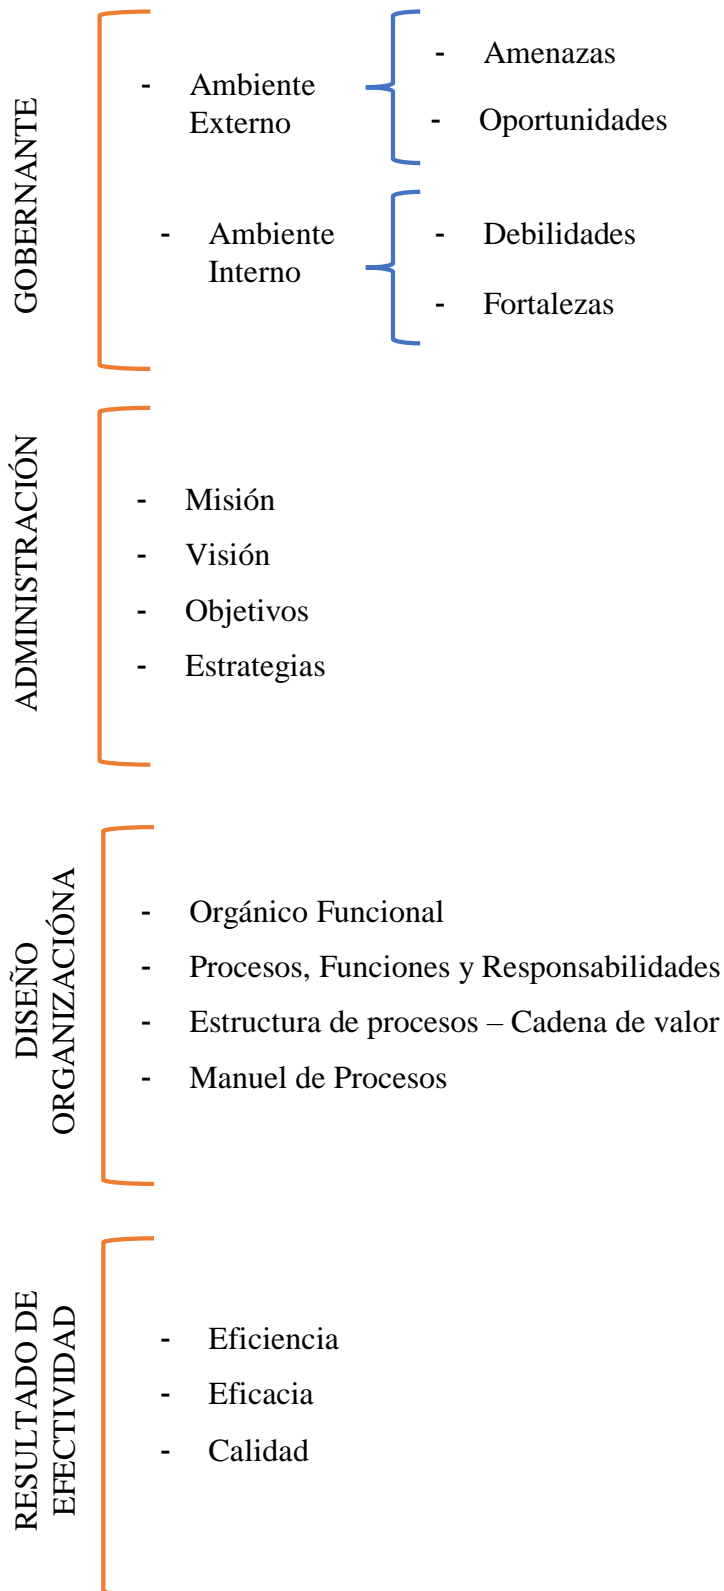 GOBERNANTE
- Ambiente
Externo
- Amenazas
- Oportunidades
- Ambiente
Interno
- Debilidades
- Fortalezas
ADMINISTRACIÓN
- Misión
- Visión
- Objetivos
- Estrategias
DISEÑO
ORGANIZACIÓNA
- Orgánico Funcional
- Procesos, Funciones y Responsabilidades
- Estructura de procesos – Cadena de valor
- Manuel de Procesos
RESULTADO DE
EFECTIVIDAD
- Eficiencia
- Eficacia
- Calidad